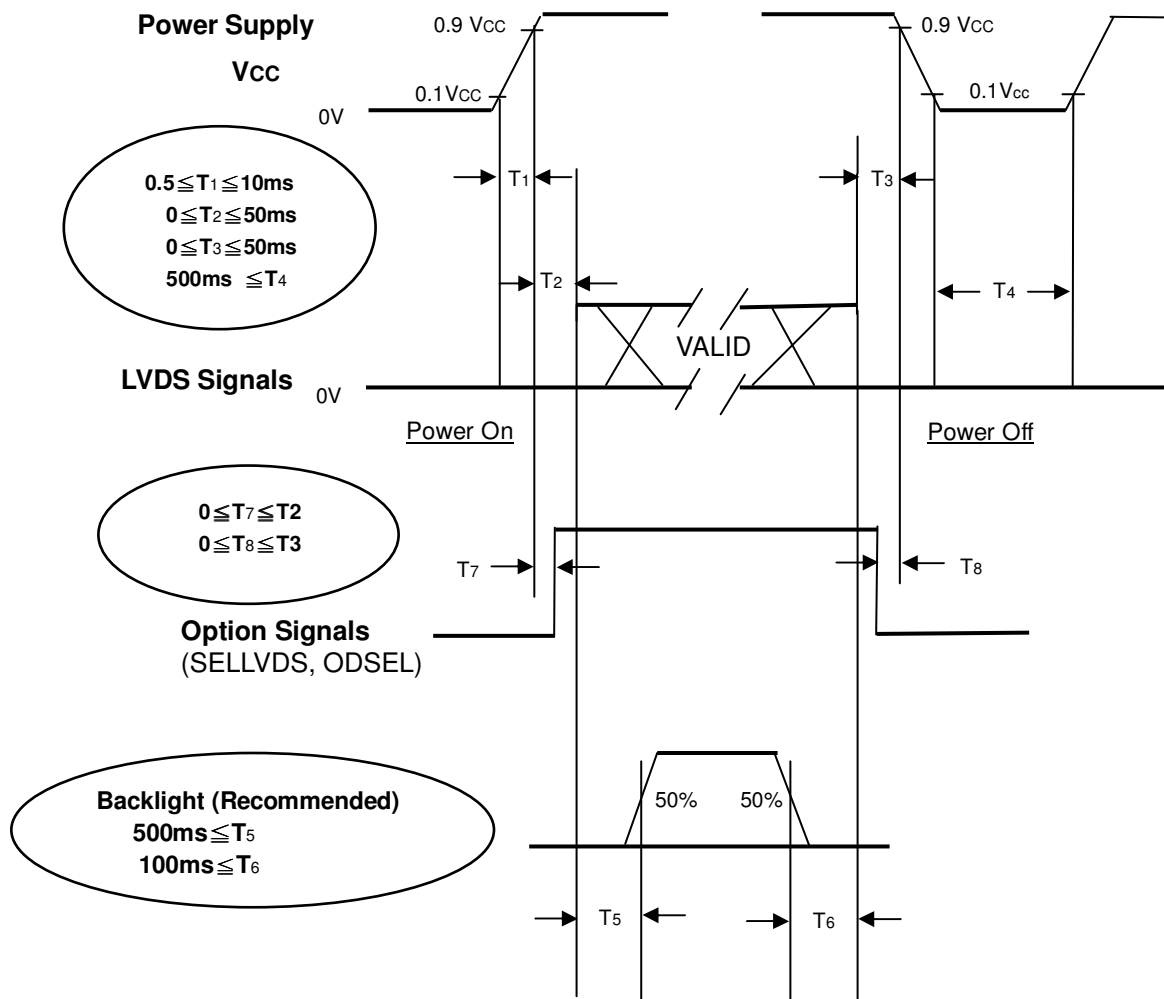 Power Supply
0.9 VCC
0.9 VCC
VCC
0.1VCC
0.1Vcc
0V
0.5≦T1≦10ms
0≦T2≦50ms
0≦T3≦50ms
500ms ≦T4
T1
T3
T2
T4
VALID
LVDS Signals
0V
Power On
Power Off
0≦T7≦T2
0≦T8≦T3
T7
T8
Option Signals
(SELLVDS, ODSEL)
Backlight (Recommended)
500ms≦T5
100ms≦T6
50%
50%
T5
T6